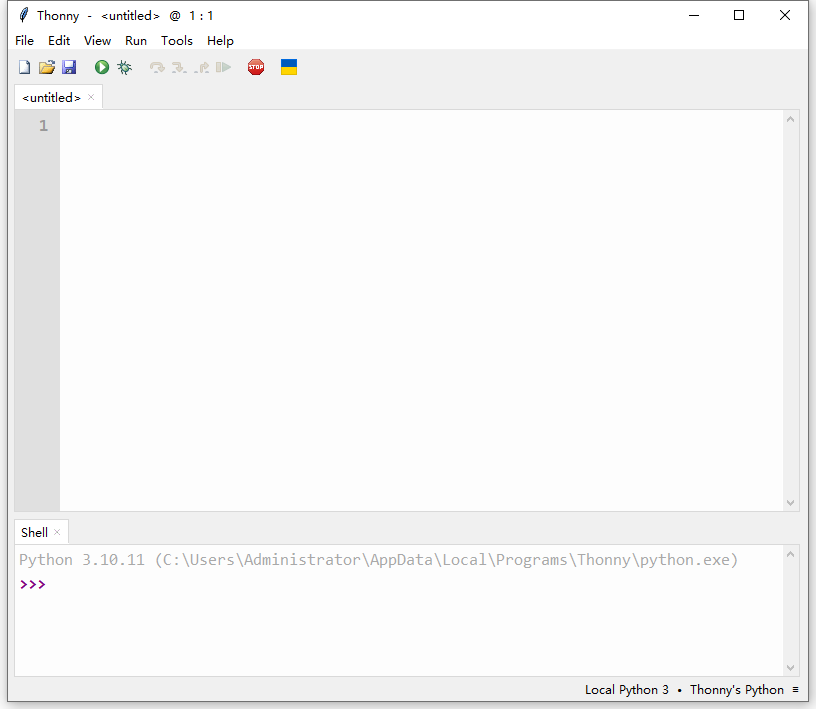 Thonny - <untitled> @ 1 : 1
File Edit View Run Tools Help
STOP
<untitled> ×
1
Shell ×
Python 3.10.11 (C:\Users\Administrator\AppData\Local\Programs\Thonny\python.exe)
>>>
Local Python 3 • Thonny's Python ≡